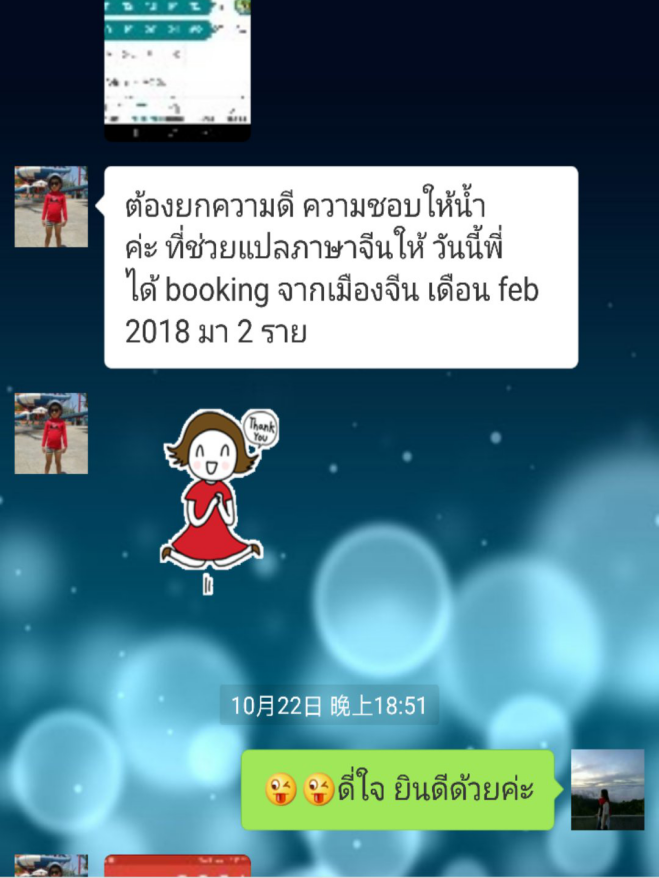 ต้องยกความดี ความชอบให้น้ำ
ค่ะ ที่ช่วยแปลภาษาจีนให้ วันนี้พี่
ได้ booking จากเมืองจีน เดือน feb
2018 มา 2 ราย
Thank
You
10月22日 晚上18:51
😜😜ดี่ใจ ยินดีด้วยค่ะ